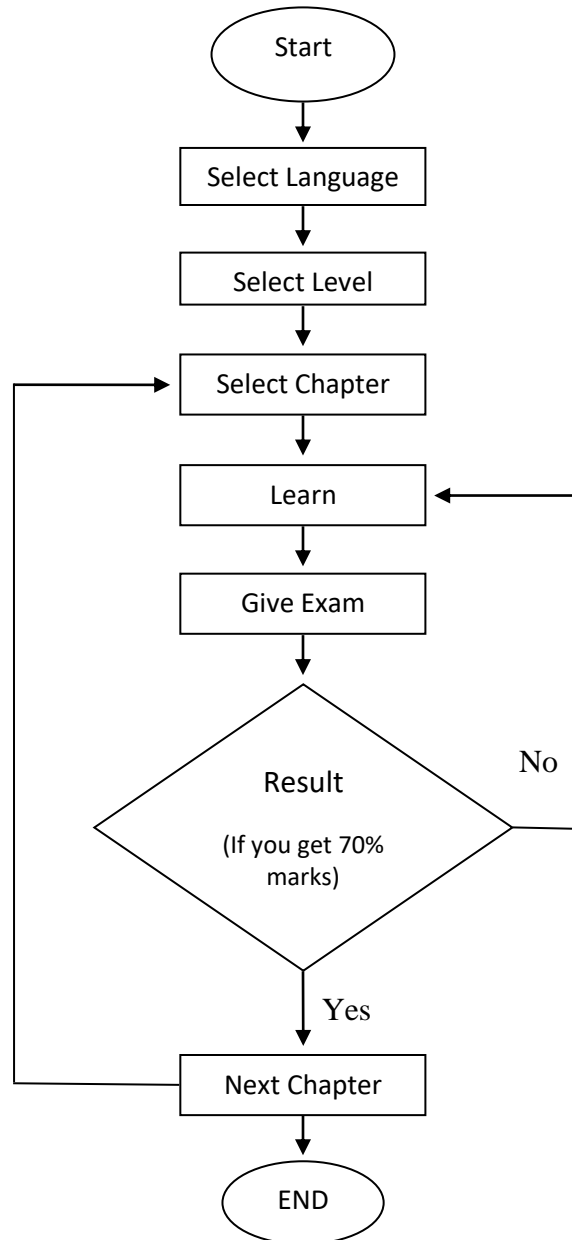 Start
Select Language
Select Level
Select Chapter
Learn
Give Exam
No
Result
(If you get 70%
marks)
Yes
Next Chapter
END